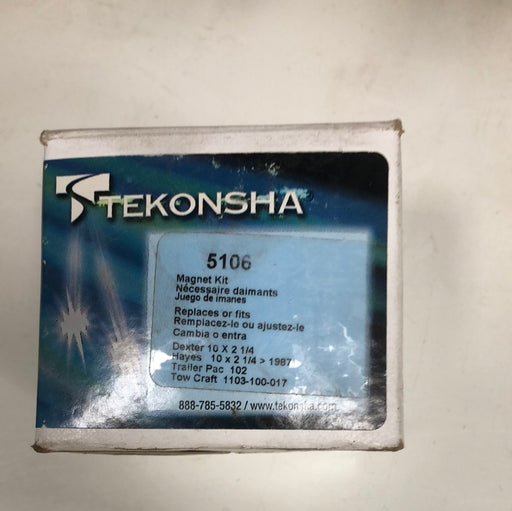 TEKONSHA
5106
Magnet Kit
Nécessaire daimants
Juego de imanes
Replaces or fits
Remplacez-le ou ajustez-le
Cambia o entra
Dexter 10 X 2 1/4
Hayes 10 x 2 1/4 > 1987
Trailer Pac 102
Tow Craft 1103-100-017
888-785-5832 / www.tekonsha.com